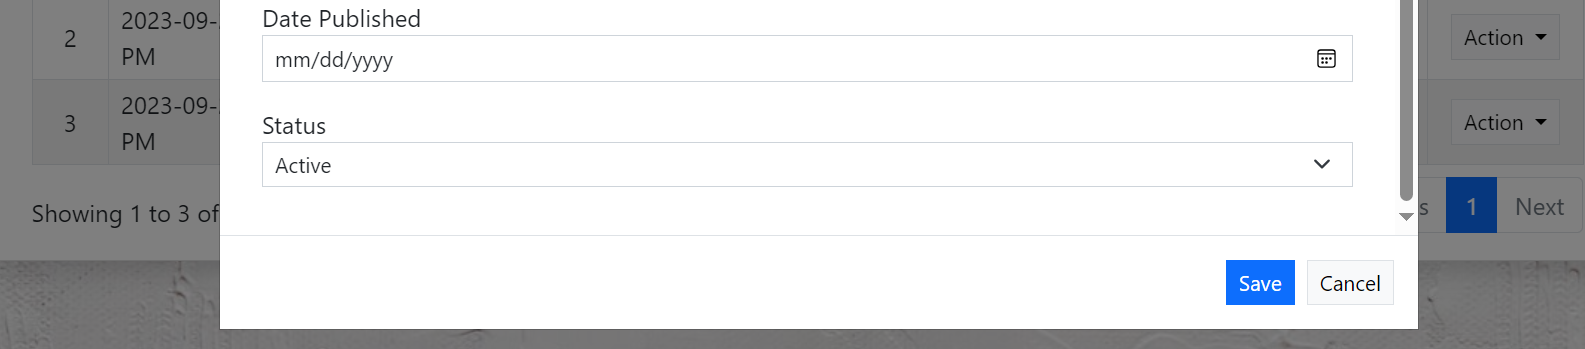 Date Published
2 2023-09- Action
PM mm/dd/yyyy
3 2023-09- Action
PM Status
Active
Showing 1 to 3 of s 1 Next
Save Cancel